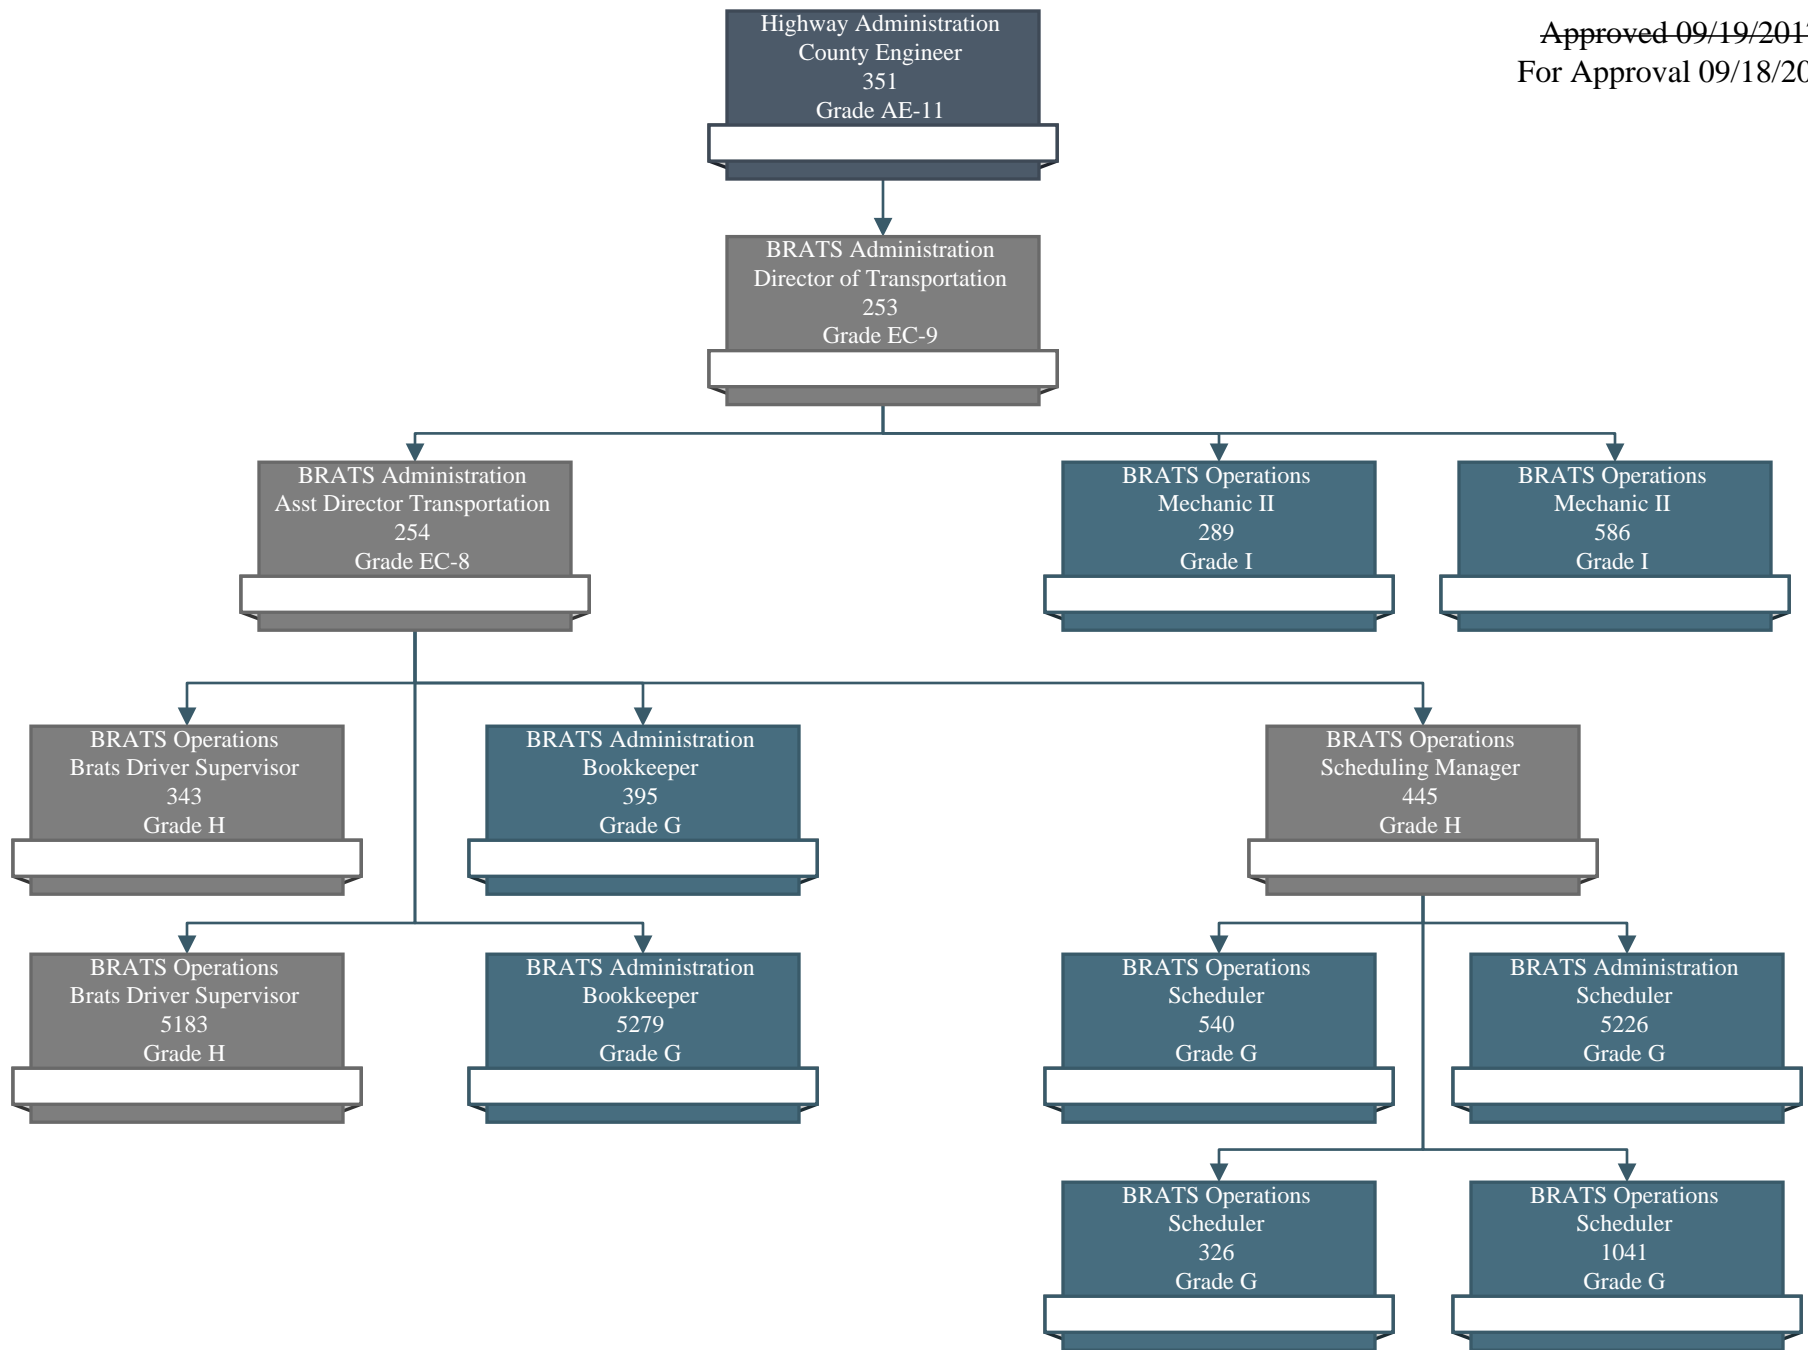 Highway Administration
County Engineer
351
Grade AE-11
Approved 09/19/201
For Approval 09/18/20
BRATS Administration
Director of Transportation
253
Grade EC-9
BRATS Administration
Asst Director Transportation
254
Grade EC-8
BRATS Operations
Mechanic II
289
Grade I
BRATS Operations
Mechanic II
586
Grade I
BRATS Operations
Brats Driver Supervisor
343
Grade H
BRATS Administration
Bookkeeper
395
Grade G
BRATS Operations
Scheduling Manager
445
Grade H
BRATS Operations
Brats Driver Supervisor
5183
Grade H
BRATS Administration
Bookkeeper
5279
Grade G
BRATS Operations
Scheduler
540
Grade G
BRATS Administration
Scheduler
5226
Grade G
BRATS Operations
Scheduler
326
Grade G
BRATS Operations
Scheduler
1041
Grade G